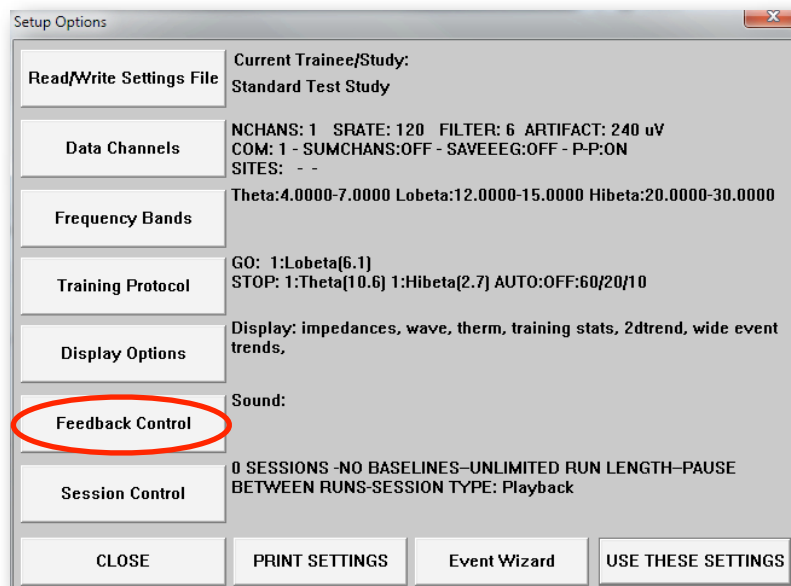 Setup Options
Read/Write Settings File
Current Trainee/Study:
Standard Test Study
Data Channels
NCHANS: 1 SRATE: 120 FILTER: 6 ARTIFACT: 240 uV
COM: 1 - SUMCHANS:OFF - SAVEEEG:OFF - P-P:ON
SITES: - -
Frequency Bands
Theta:4.0000-7.0000 Lobeta:12.0000-15.0000 Hibeta:20.0000-30.0000
Training Protocol
GO: 1:Lobeta(6.1)
STOP: 1:Theta(10.6) 1:Hibeta(2.7) AUTO:OFF:60/20/10
Display Options
Display: impedances, wave, therm, training stats, 2dtrend, wide event
trends,
Feedback Control
Sound:
Session Control
0 SESSIONS -NO BASELINES--UNLIMITED RUN LENGTH--PAUSE
BETWEEN RUNS-SESSION TYPE: Playback
CLOSE
PRINT SETTINGS
Event Wizard
USE THESE SETTINGS